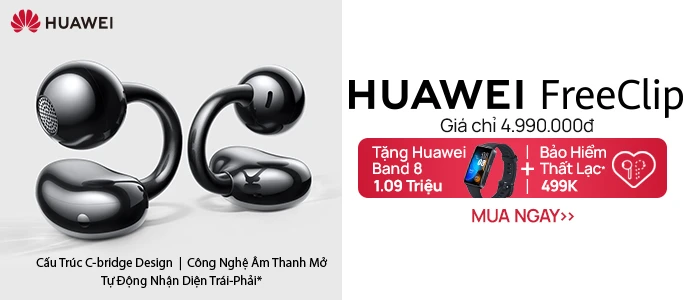 HUAWEI
Cấu Trúc C-bridge Design | Công Nghệ Âm Thanh Mở
Tự Động Nhận Diện Trái-Phải*
HUAWEI FreeClip
Giá chỉ 4.990.000đ
Tặng Huawei
Band 8
1.09 Triệu
+
Bảo Hiểm
Thất Lạc*
499K
MUA NGAY>>